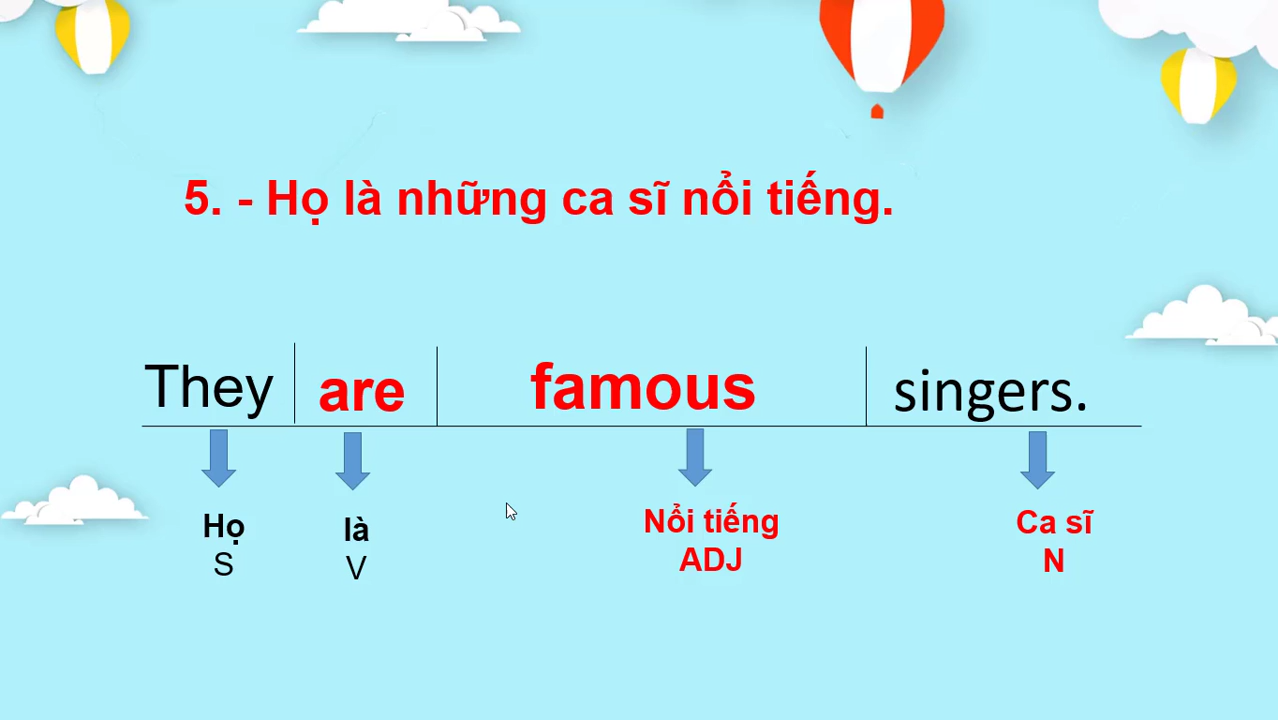 5. - Họ là những ca sĩ nổi tiếng.
They are famous singers.
Họ là Nổi tiếng Ca sĩ
S V ADJ N